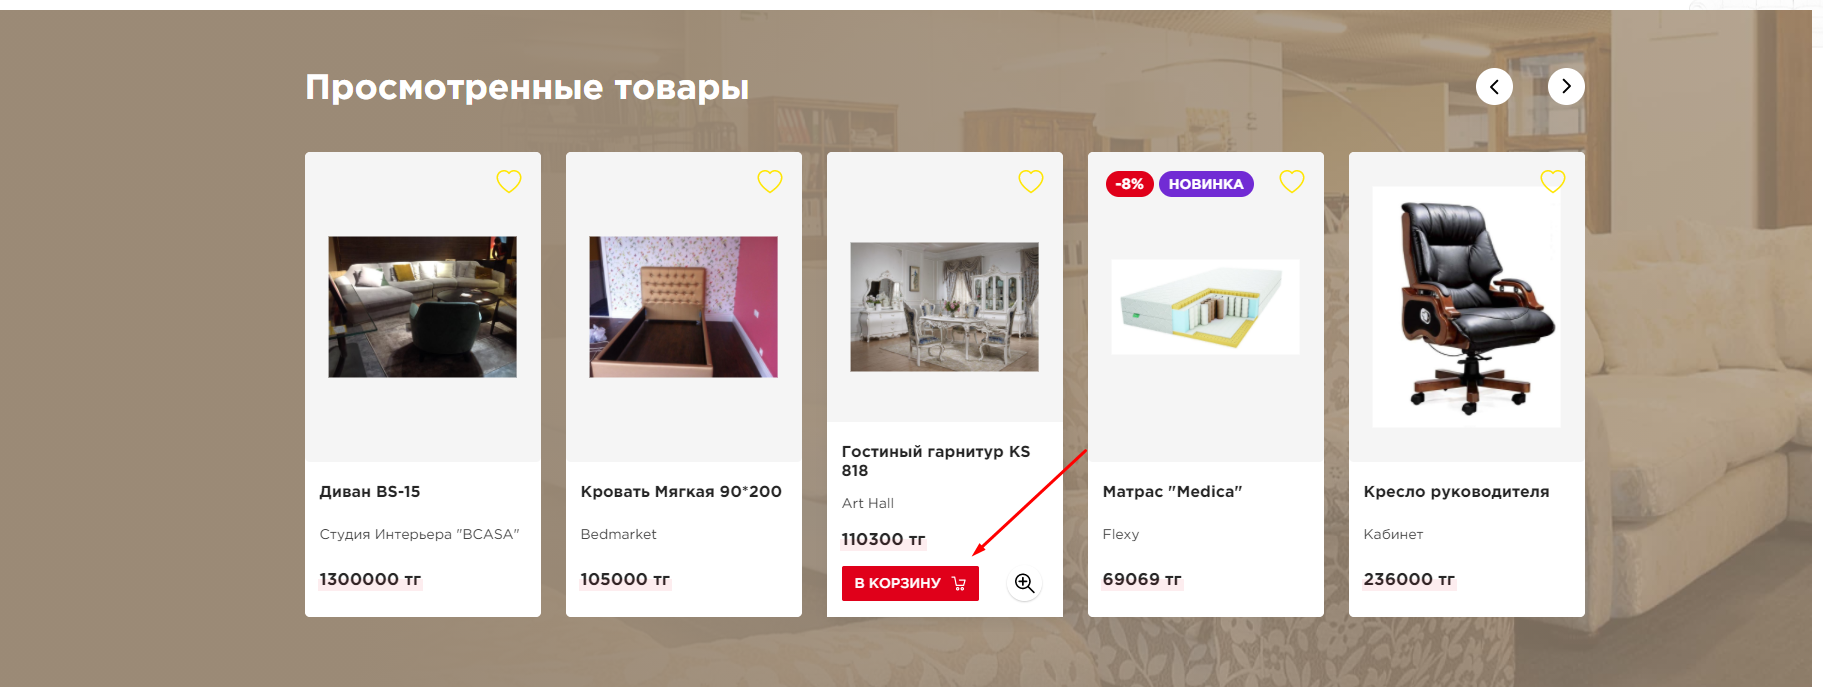 Просмотренные товары
Диван BS-15
Студия Интерьера "BCASA"
1300000 тг
Кровать Мягкая 90*200
Bedmarket
105000 тг
Гостиный гарнитур KS
818
Art Hall
110300 тг
В КОРЗИНУ
-8%
НОВИНКА
Матрас "Medica"
Flexy
69069 тг
Кресло руководителя
Кабинет
236000 тг